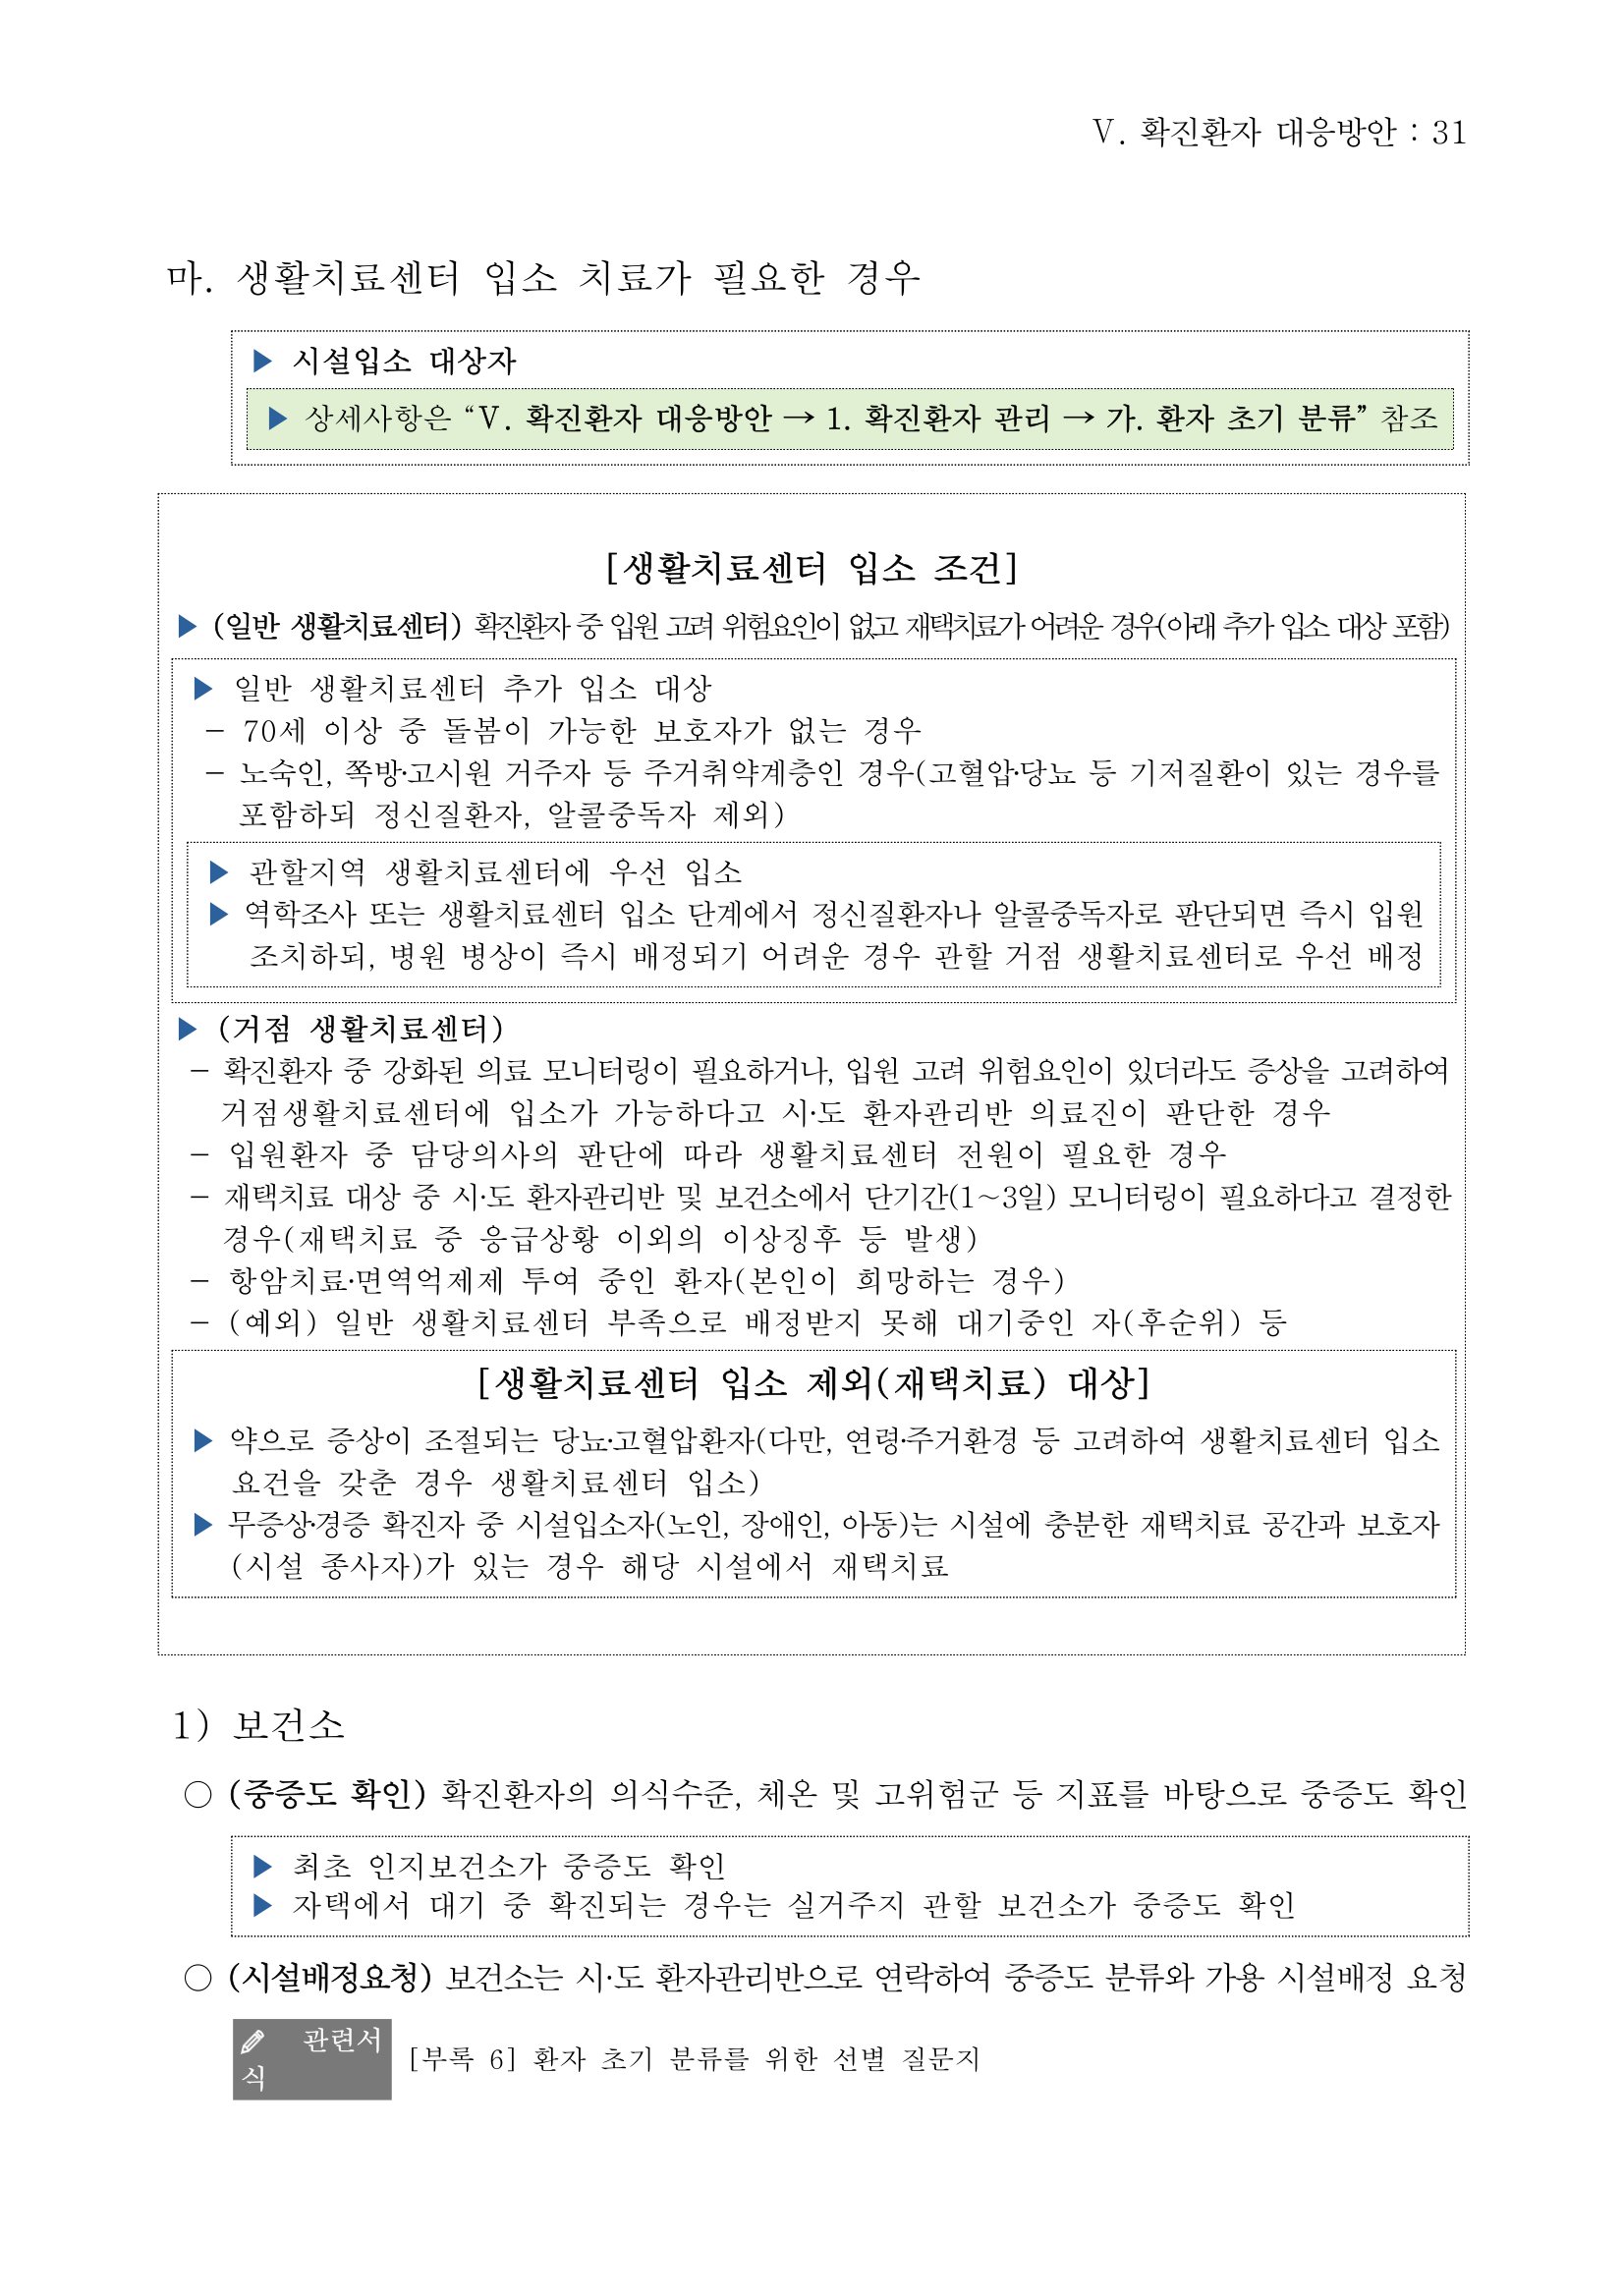 Ⅴ. 확진환자 대응방안 : 31
마. 생활치료센터 입소 치료가 필요한 경우
▶ 시설입소 대상자
▶ 상세사항은 “Ⅴ. 확진환자 대응방안 → 1. 확진환자 관리 → 가. 환자 초기 분류” 참조
[생활치료센터 입소 조건]
▶ (일반 생활치료센터) 확진환자 중 입원 고려 위험요인이 없고 재택치료가 어려운 경우(아래 추가 입소 대상 포함)
▶ 일반 생활치료센터 추가 입소 대상
− 70세 이상 중 돌봄이 가능한 보호자가 없는 경우
− 노숙인, 쪽방·고시원 거주자 등 주거취약계층인 경우(고혈압·당뇨 등 기저질환이 있는 경우를
포함하되 정신질환자, 알콜중독자 제외)
▶ 관할지역 생활치료센터에 우선 입소
▶ 역학조사 또는 생활치료센터 입소 단계에서 정신질환자나 알콜중독자로 판단되면 즉시 입원
조치하되, 병원 병상이 즉시 배정되기 어려운 경우 관할 거점 생활치료센터로 우선 배정
▶ (거점 생활치료센터)
− 확진환자 중 강화된 의료 모니터링이 필요하거나, 입원 고려 위험요인이 있더라도 증상을 고려하여
거점생활치료센터에 입소가 가능하다고 시·도 환자관리반 의료진이 판단한 경우
− 입원환자 중 담당의사의 판단에 따라 생활치료센터 전원이 필요한 경우
− 재택치료 대상 중 시·도 환자관리반 및 보건소에서 단기간(1~3일) 모니터링이 필요하다고 결정한
경우(재택치료 중 응급상황 이외의 이상징후 등 발생)
− 항암치료·면역억제제 투여 중인 환자(본인이 희망하는 경우)
− (예외) 일반 생활치료센터 부족으로 배정받지 못해 대기중인 자(후순위) 등
[생활치료센터 입소 제외(재택치료) 대상]
▶ 약으로 증상이 조절되는 당뇨·고혈압환자(다만, 연령·주거환경 등 고려하여 생활치료센터 입소
요건을 갖춘 경우 생활치료센터 입소)
▶ 무증상·경증 확진자 중 시설입소자(노인, 장애인, 아동)는 시설에 충분한 재택치료 공간과 보호자
(시설 종사자)가 있는 경우 해당 시설에서 재택치료
1) 보건소
○ (중증도 확인) 확진환자의 의식수준, 체온 및 고위험군 등 지표를 바탕으로 중증도 확인
▶ 최초 인지보건소가 중증도 확인
▶ 자택에서 대기 중 확진되는 경우는 실거주지 관할 보건소가 중증도 확인
○ (시설배정요청) 보건소는 시·도 환자관리반으로 연락하여 중증도 분류와 가용 시설배정 요청
관련서
식
[부록 6] 환자 초기 분류를 위한 선별 질문지